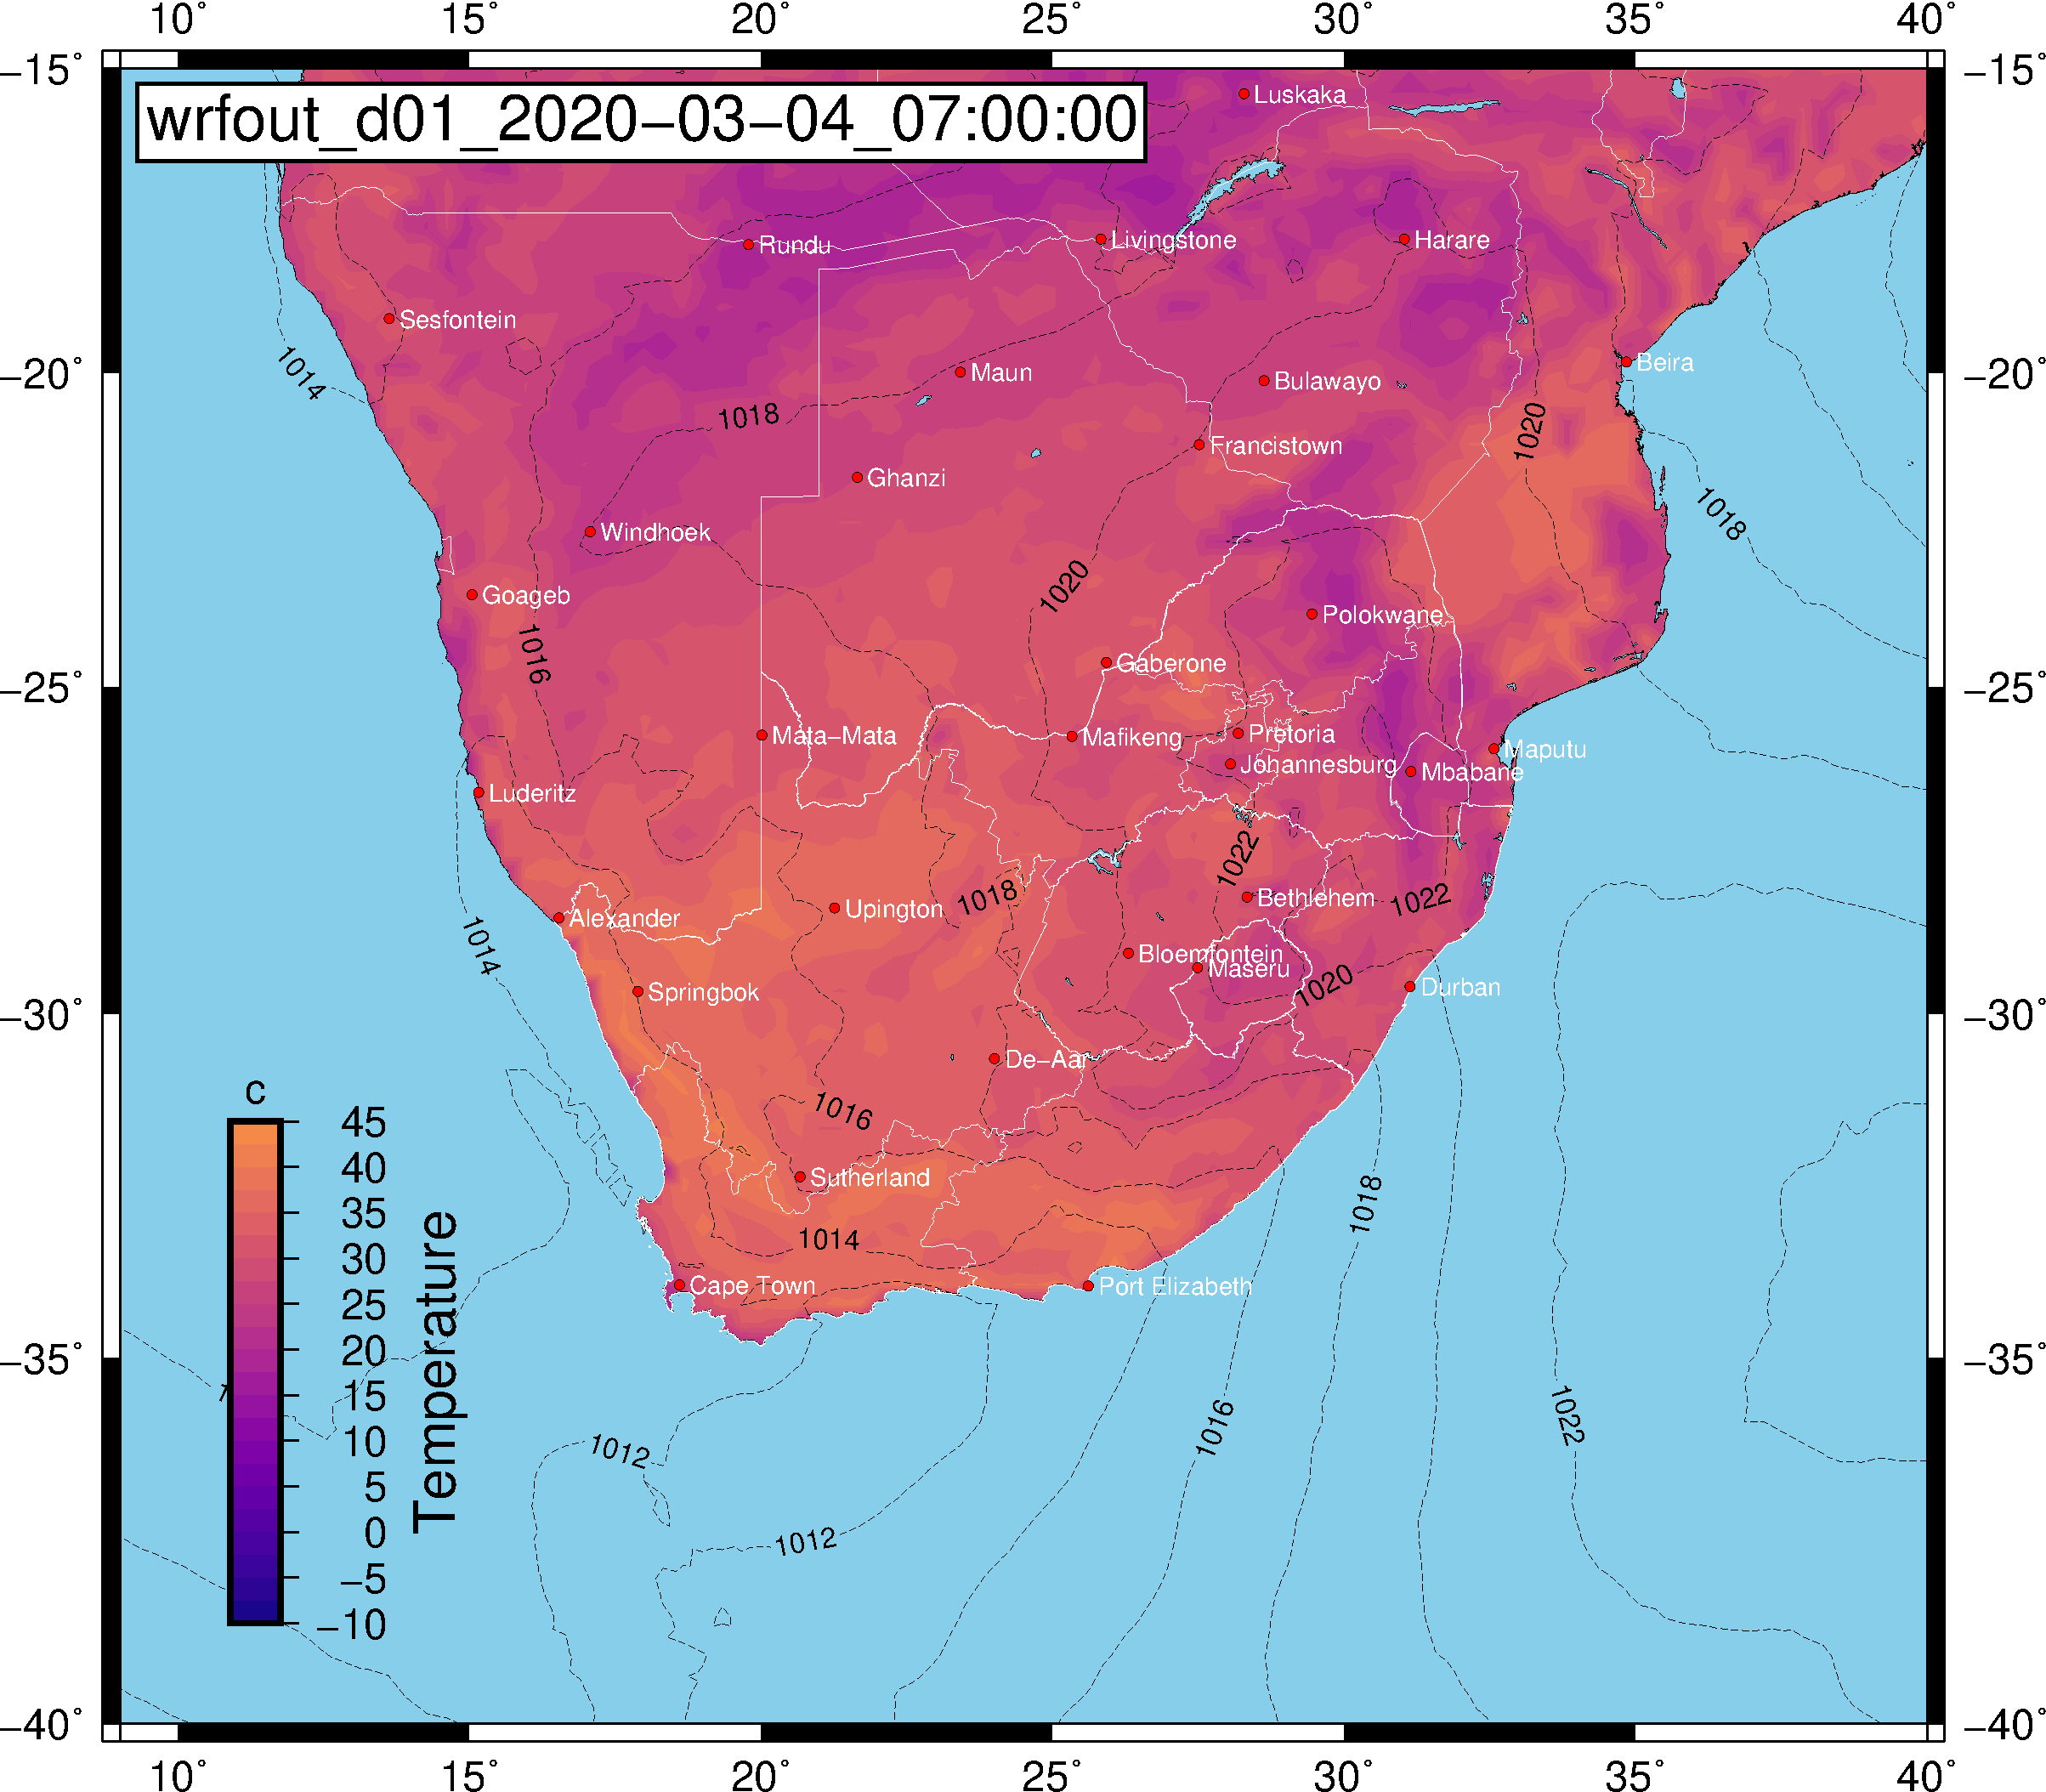 10° 15° 20° 25° 30° 35° 40°
−15° −15°
wrfout_d01_2020−03−04_07:00:00
Luskaka
Rundu
Livingstone
Harare
Sesfontein
1014
−20° −20°
Maun
Bulawayo
Beira
1018
1020
Francistown
Ghanzi
1018
Windhoek
1020
Goageb
Polokwane
1016
Gaberone
−25° −25°
Mata−Mata
Mafikeng
Pretoria
Johannesburg
Mbabane
Maputu
Luderitz
1022
1018
Bethlehem
1022
Alexander
Upington
1014
Bloemfontein
Maseru
1020
Springbok
Durban
−30° −30°
De−Aar
1016
Sutherland
1018
1014
Cape Town
Port Elizabeth
c
45
40
35
30
25
20
15
10
5
0
−5
−10
Temperature
−35° −35°
1016
1022
1012
1012
−40° −40°
10° 15° 20° 25° 30° 35° 40°